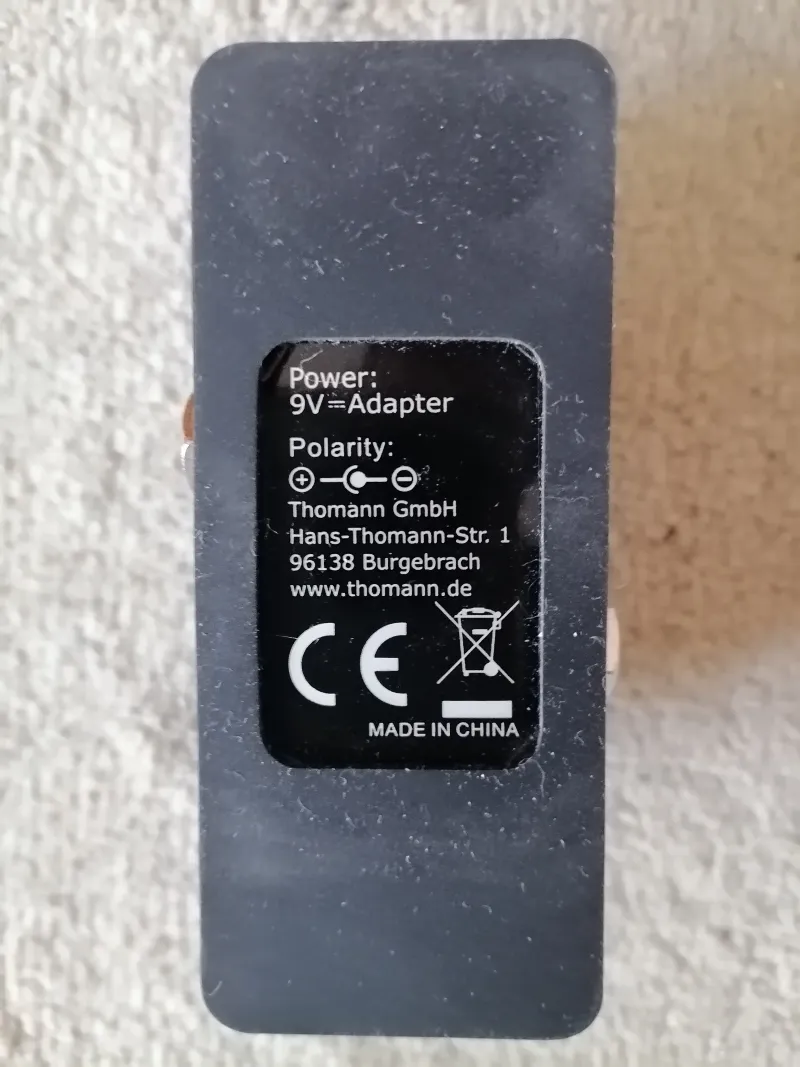 Power:
9V⎓Adapter
Polarity:
+ −
Thomann GmbH
Hans-Thomann-Str. 1
96138 Burgebrach
www.thomann.de
CE
MADE IN CHINA